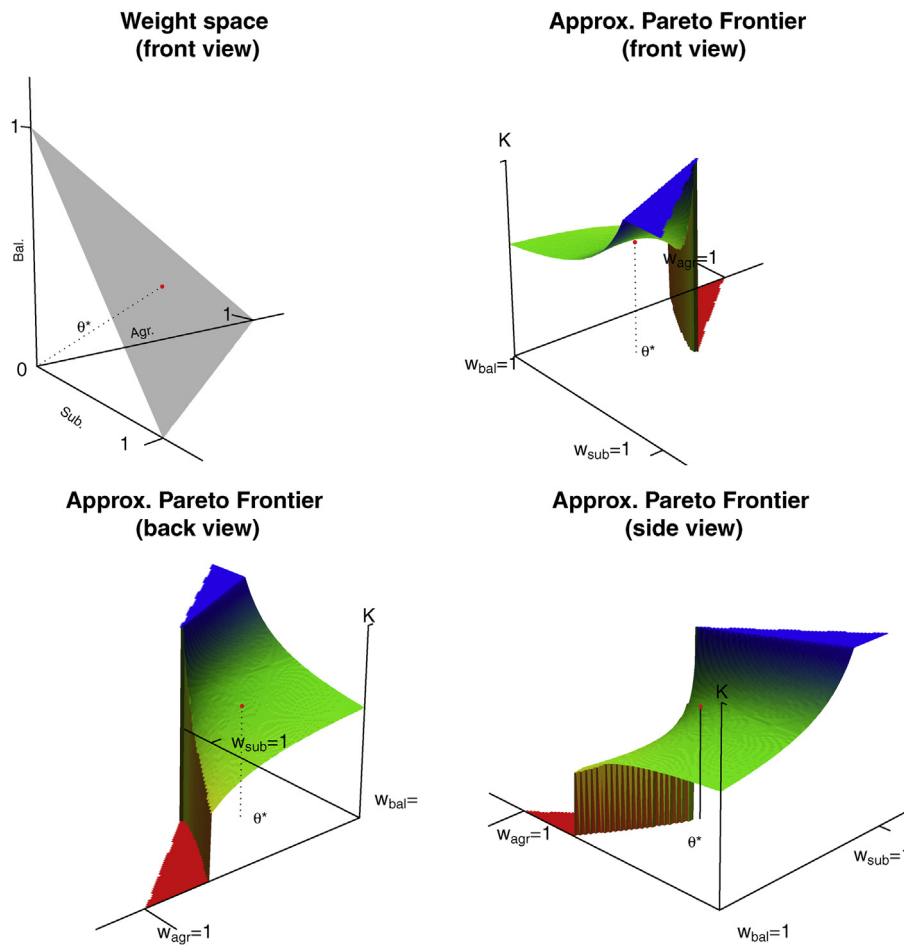 Weight space
(front view)
1
Bal.
θ*
Agr.
1
0
Sub.
1
Approx. Pareto Frontier
(front view)
K
w_agr=1
w_bal=1
θ*
w_sub=1
Approx. Pareto Frontier
(back view)
K
w_sub=1
w_bal=
θ*
w_agr=1
Approx. Pareto Frontier
(side view)
K
w_agr=1
θ*
w_sub=1
w_bal=1